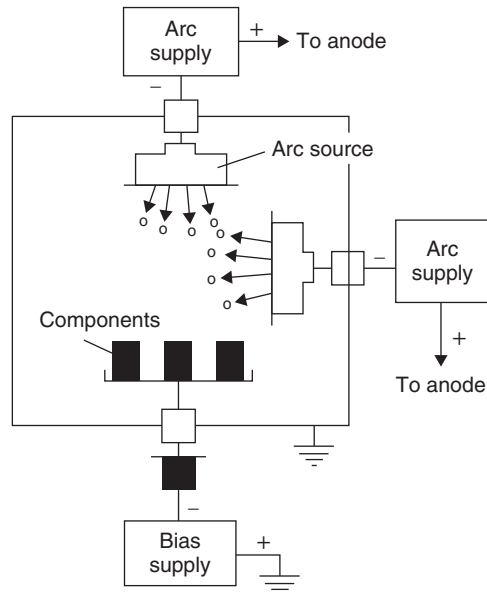 Arc
supply
+
To anode
−
Arc source
o o o o
o
o
o
o
−
Arc
supply
+
To anode
Components
−
Bias
supply
+